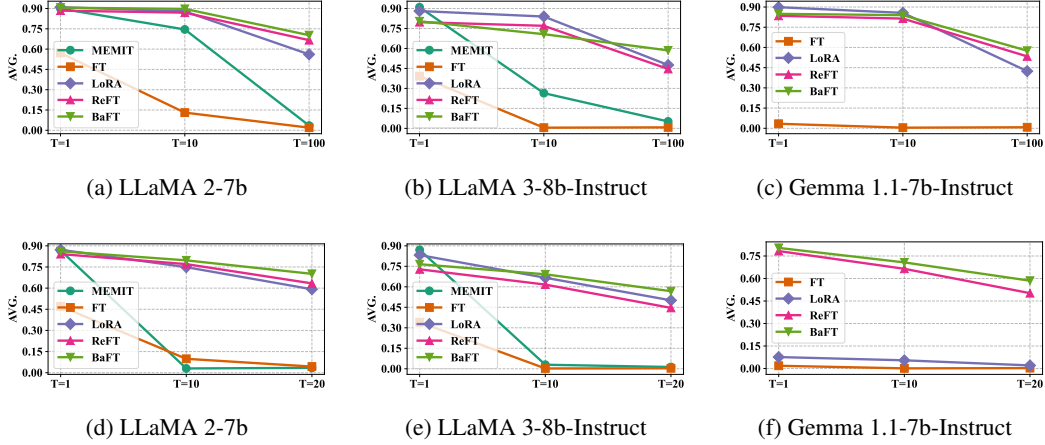 AVG.
0.90
0.75
0.60
0.45
0.30
0.15
0.00
MEMIT
FT
LoRA
ReFT
BaFT
T=1
T=10
T=100
AVG.
0.90
0.75
0.60
0.45
0.30
0.15
0.00
MEMIT
FT
LoRA
ReFT
BaFT
T=1
T=10
T=100
AVG.
0.90
0.75
0.60
0.45
0.30
0.15
0.00
FT
LoRA
ReFT
BaFT
T=1
T=10
T=100
(a) LLaMA 2-7b
(b) LLaMA 3-8b-Instruct
(c) Gemma 1.1-7b-Instruct
AVG.
0.90
0.75
0.60
0.45
0.30
0.15
0.00
MEMIT
FT
LoRA
ReFT
BaFT
T=1
T=10
T=20
AVG.
0.90
0.75
0.60
0.45
0.30
0.15
0.00
MEMIT
FT
LoRA
ReFT
BaFT
T=1
T=10
T=20
AVG.
0.75
0.60
0.45
0.30
0.15
0.00
FT
LoRA
ReFT
BaFT
T=1
T=10
T=20
(d) LLaMA 2-7b
(e) LLaMA 3-8b-Instruct
(f) Gemma 1.1-7b-Instruct